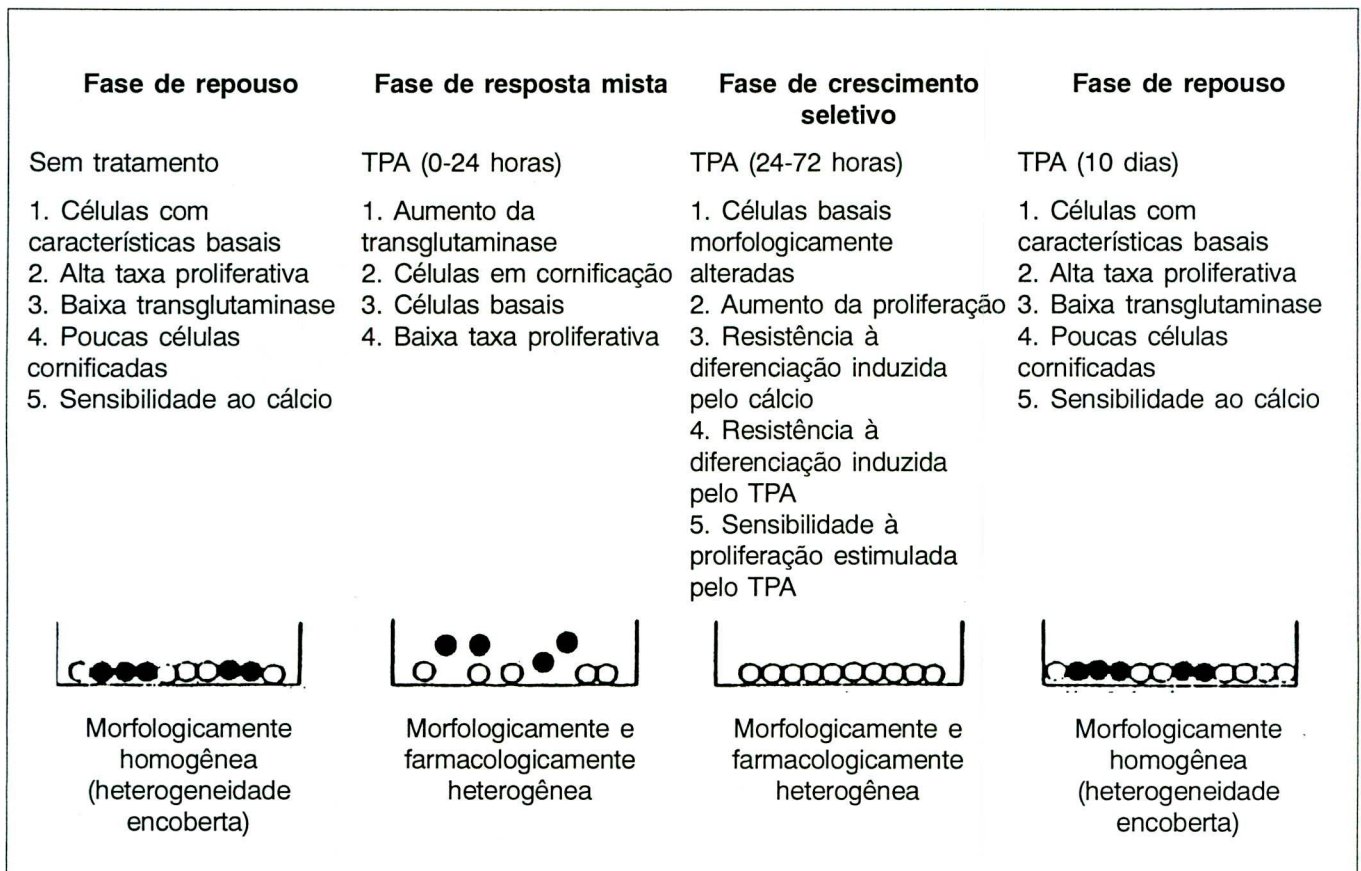 Fase de repouso
Sem tratamento
1. Células com
características basais
2. Alta taxa proliferativa
3. Baixa transglutaminase
4. Poucas células
cornificadas
5. Sensibilidade ao cálcio
Morfologicamente
homogênea
(heterogeneidade
encoberta)
Fase de resposta mista
TPA (0-24 horas)
1. Aumento da
transglutaminase
2. Células em cornificação
3. Células basais
4. Baixa taxa proliferativa
Morfologicamente e
farmacologicamente
heterogênea
Fase de crescimento
seletivo
TPA (24-72 horas)
1. Células basais
morfologicamente
alteradas
2. Aumento da proliferação
3. Resistência à
diferenciação induzida
pelo cálcio
4. Resistência à
diferenciação induzida
pelo TPA
5. Sensibilidade à
proliferação estimulada
pelo TPA
Morfologicamente e
farmacologicamente
heterogênea
Fase de repouso
TPA (10 dias)
1. Células com
características basais
2. Alta taxa proliferativa
3. Baixa transglutaminase
4. Poucas células
cornificadas
5. Sensibilidade ao cálcio
Morfologicamente
homogênea
(heterogeneidade
encoberta)